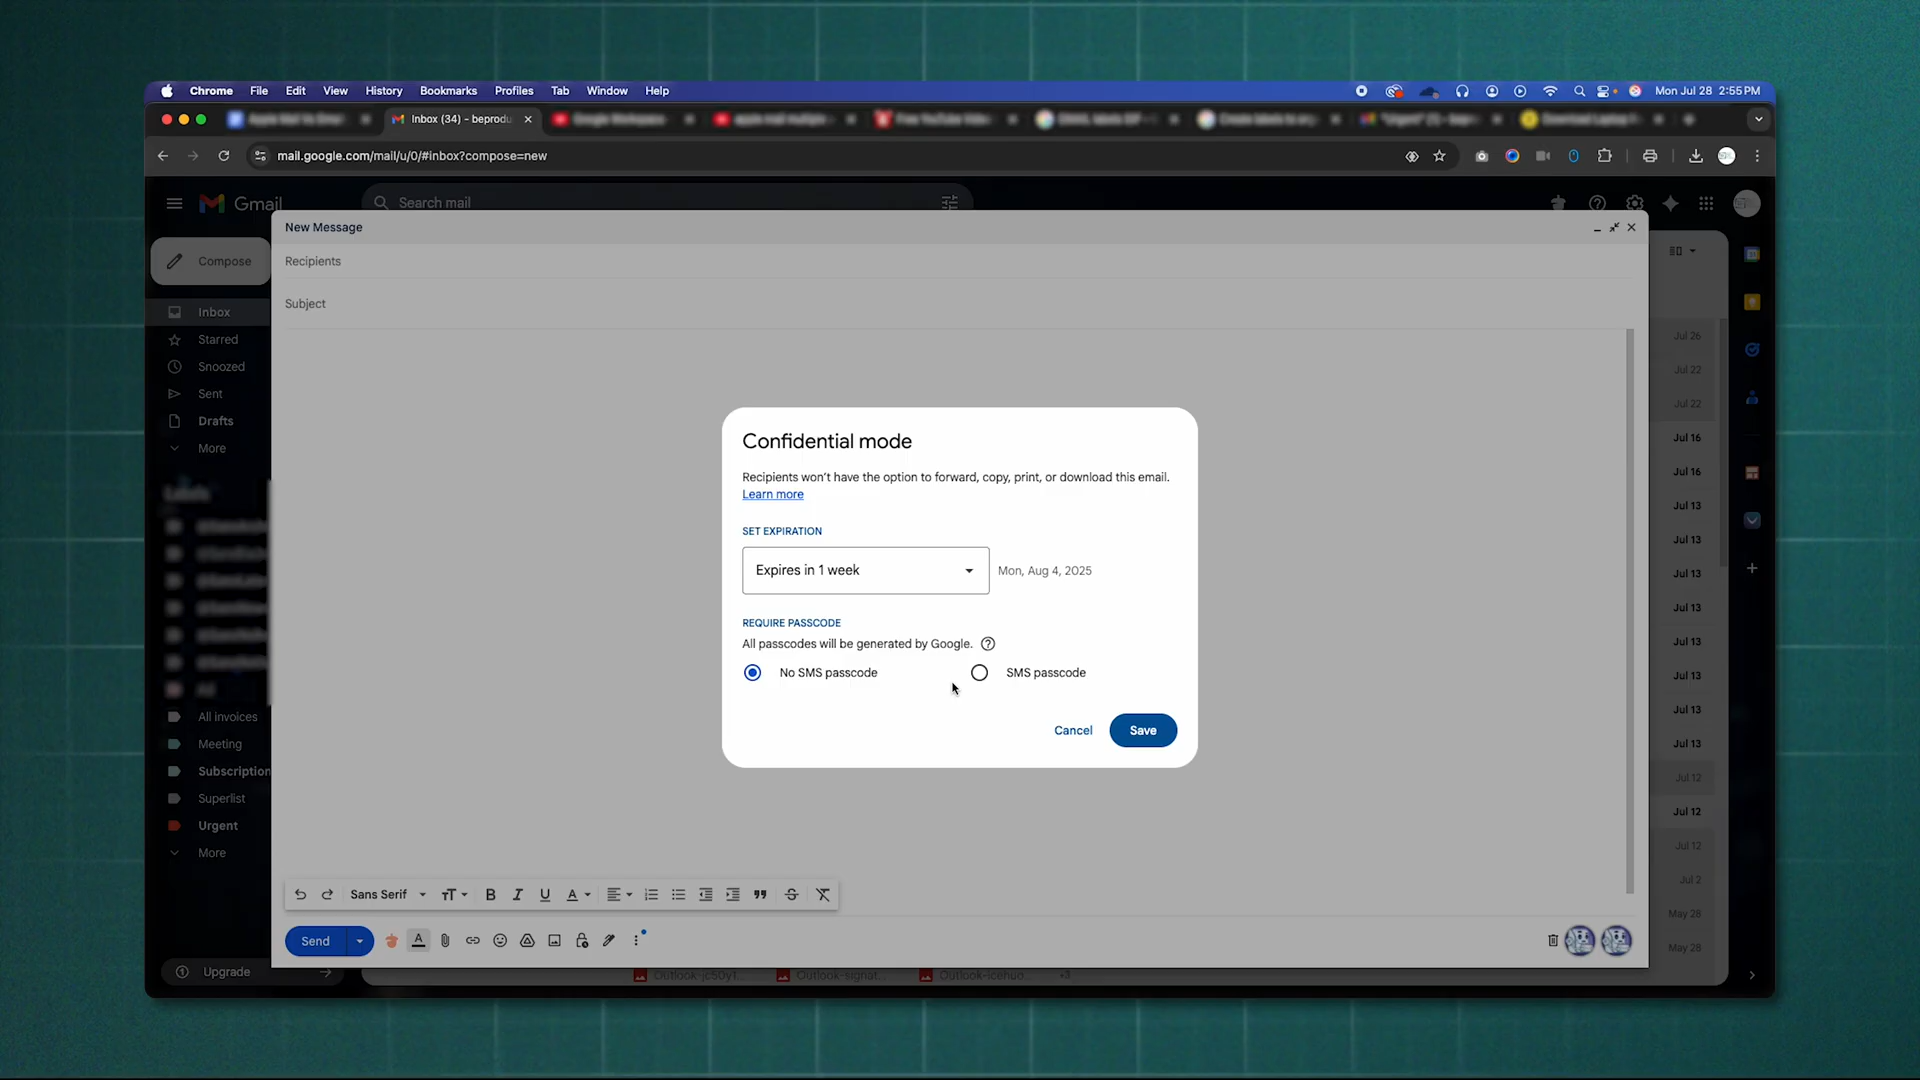 Chrome File Edit View History Bookmarks Profiles Tab Window Help Mon Jul 28 2:55 PM
Inbox (34) - beprodu
mail.google.com/mail/u/0/#inbox?compose=new
Gmail
Search mail
Compose
Inbox
Starred
Snoozed
Sent
Drafts
More
All invoices
Meeting
Subscription
Superlist
Urgent
More
Upgrade
New Message
Recipients
Subject
Confidential mode
Recipients won't have the option to forward, copy, print, or download this email.
Learn more
SET EXPIRATION
Expires in 1 week Mon, Aug 4, 2025
REQUIRE PASSCODE
All passcodes will be generated by Google.
No SMS passcode SMS passcode
Cancel Save
Sans Serif
Send
Jul 26
Jul 22
Jul 22
Jul 16
Jul 16
Jul 13
Jul 13
Jul 13
Jul 13
Jul 13
Jul 13
Jul 13
Jul 13
Jul 12
Jul 12
Jul 12
Jul 2
May 28
May 28
Outlook-jc50y1... Outlook-signat... Outlook-icehuo... +3